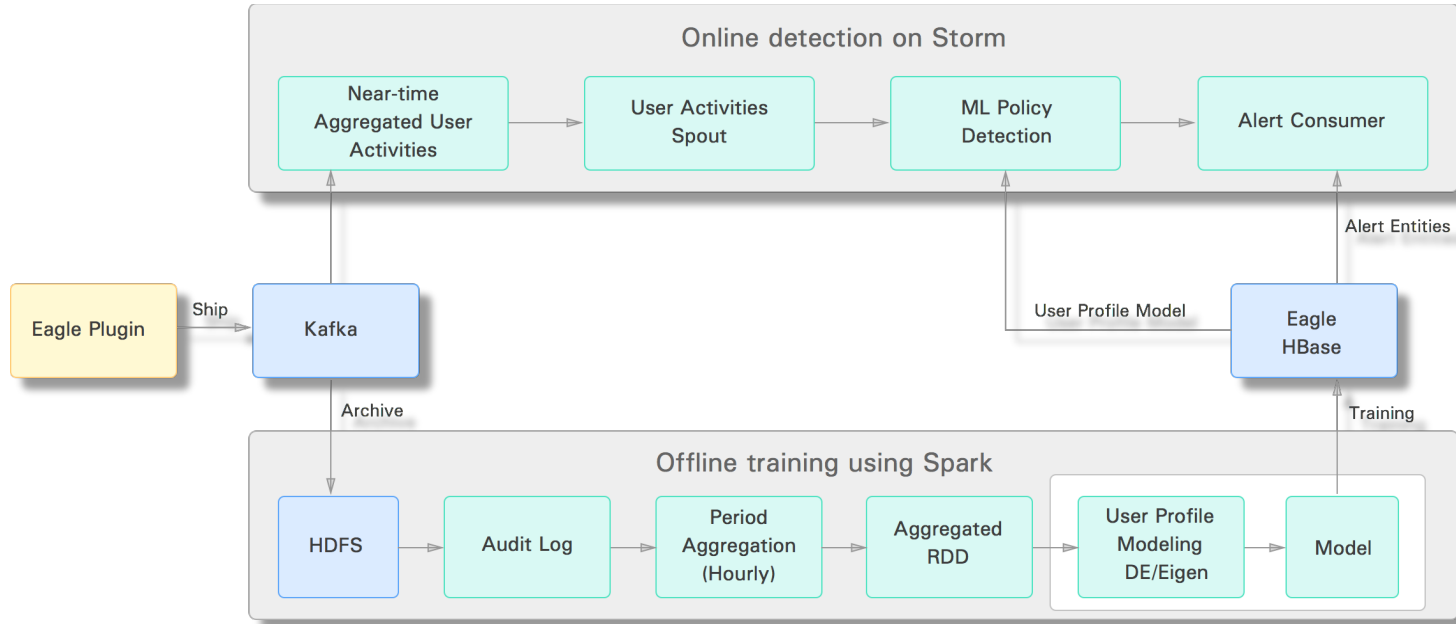 Online detection on Storm
Near-time
Aggregated User
Activities
User Activities
Spout
ML Policy
Detection
Alert Consumer
Alert Entities
Eagle Plugin
Ship
Kafka
User Profile Model
Eagle
HBase
Archive
Training
Offline training using Spark
HDFS
Audit Log
Period
Aggregation
(Hourly)
Aggregated
RDD
User Profile
Modeling
DE/Eigen
Model